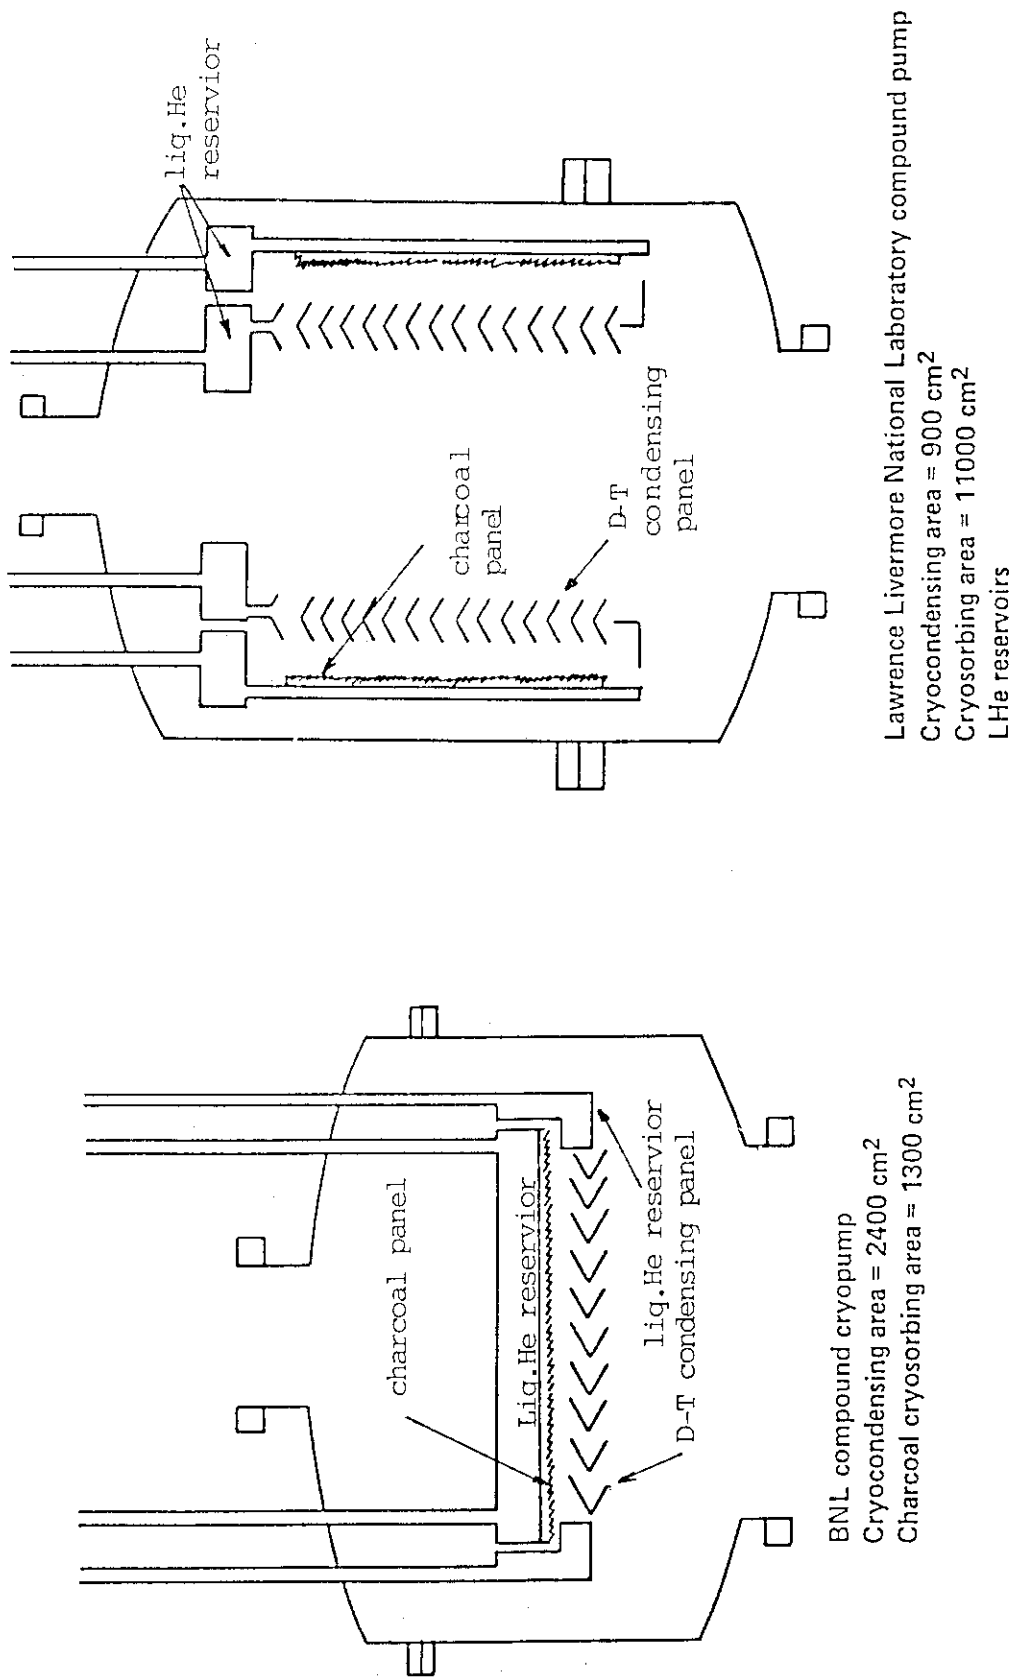 charcoal panel
Liq.He reservior
liq.He reservior
D-T condensing panel
BNL compound cryopump
Cryocondensing area = 2400 cm²
Charcoal cryosorbing area = 1300 cm²
liq.He
reservior
charcoal
panel
D-T
condensing
panel
Lawrence Livermore National Laboratory compound pump
Cryocondensing area = 900 cm²
Cryosorbing area = 11000 cm²
LHe reservoirs